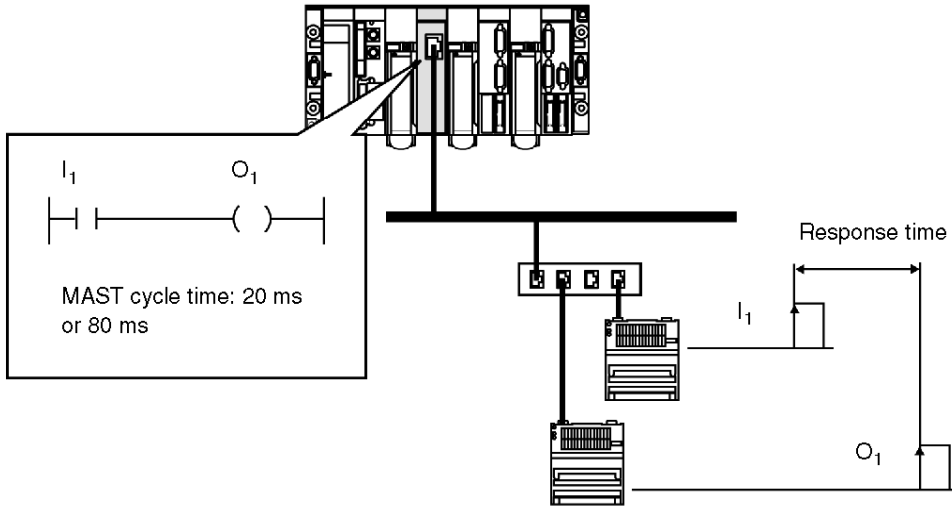 I₁ O₁
MAST cycle time: 20 ms
or 80 ms
Response time
I₁
O₁